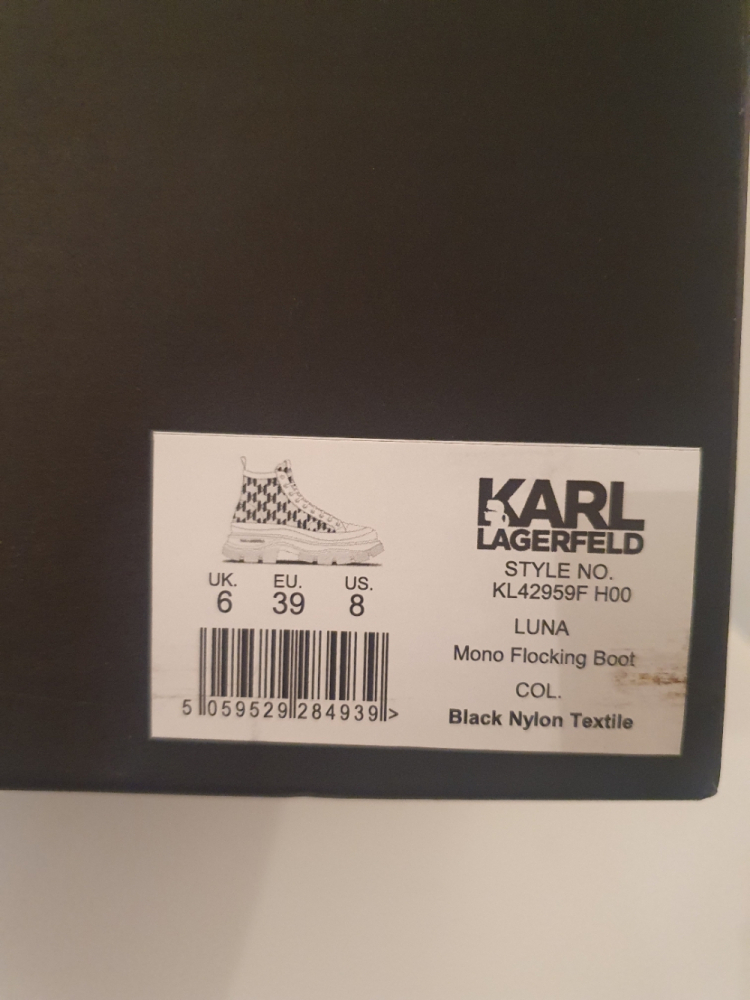 KARL
LAGERFELD
STYLE NO.
KL42959F H00
LUNA
Mono Flocking Boot
COL.
Black Nylon Textile
UK. EU. US.
6 39 8
5 059529 284939 >